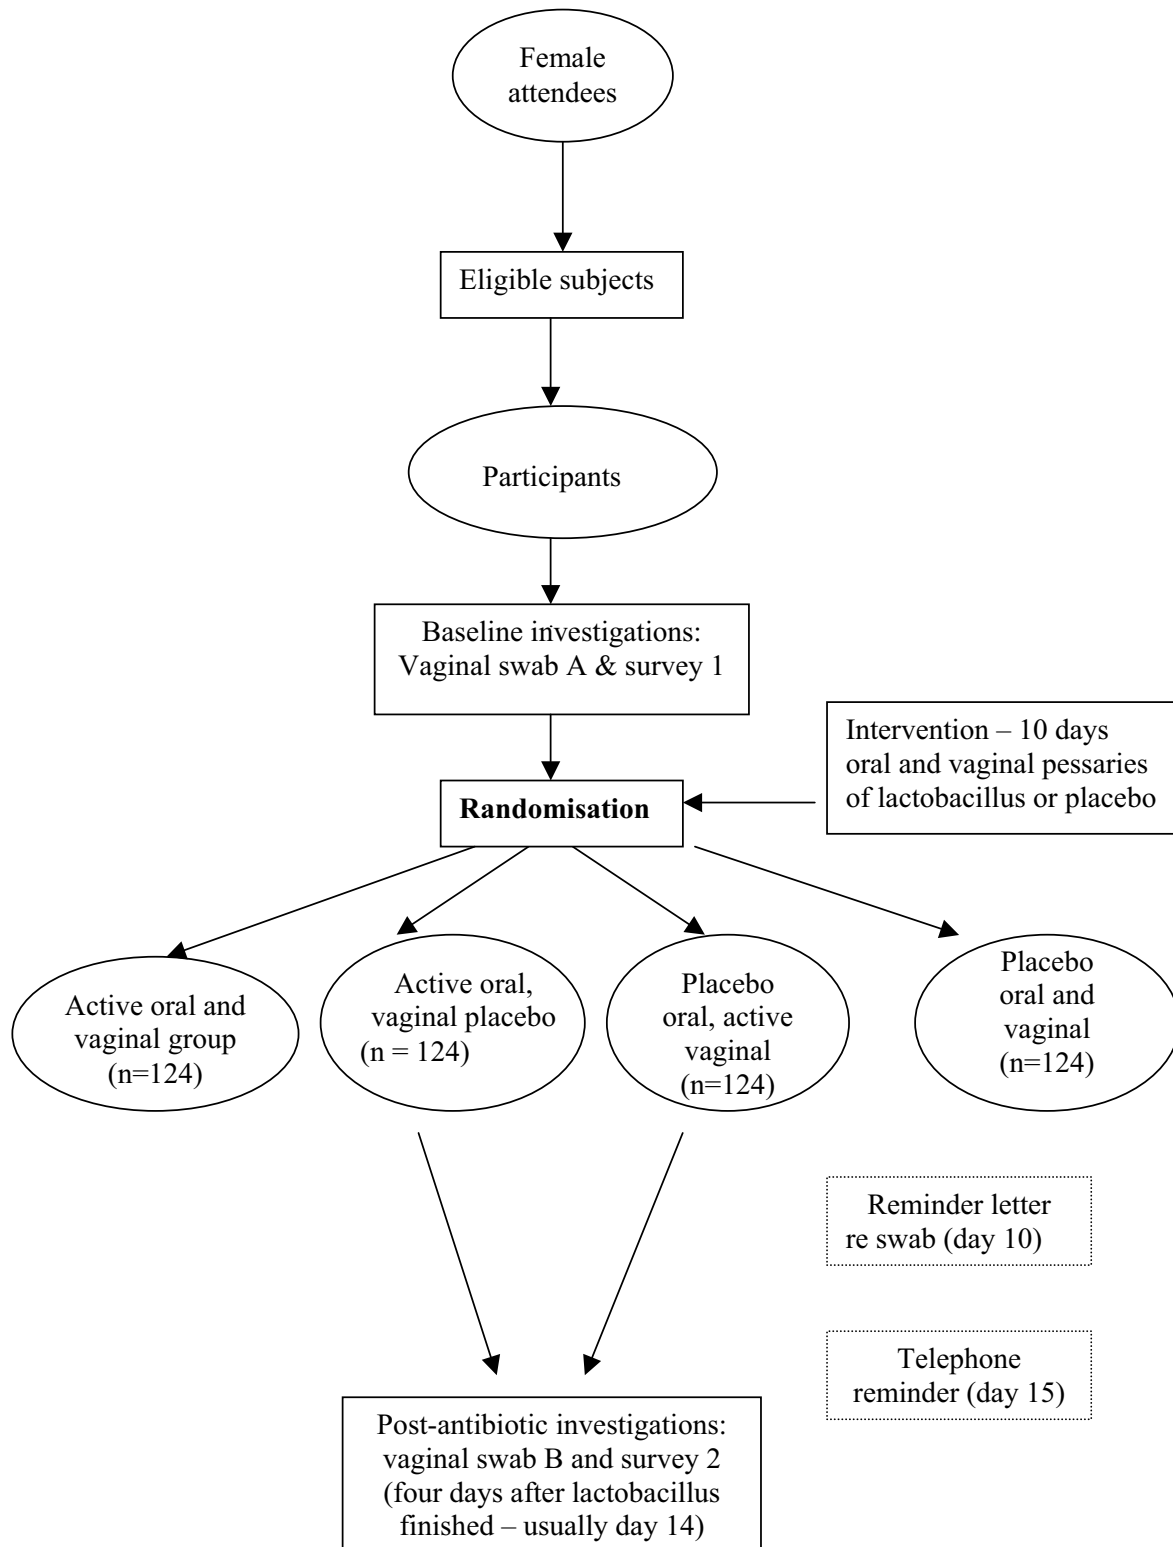 Female
attendees
Eligible subjects
Participants
Baseline investigations:
Vaginal swab A & survey 1
Intervention – 10 days
oral and vaginal pessaries
of lactobacillus or placebo
Randomisation
Active oral and
vaginal group
(n=124)
Active oral,
vaginal placebo
(n = 124)
Placebo
oral, active
vaginal
(n=124)
Placebo
oral and
vaginal
(n=124)
Reminder letter
re swab (day 10)
Telephone
reminder (day 15)
Post-antibiotic investigations:
vaginal swab B and survey 2
(four days after lactobacillus
finished – usually day 14)